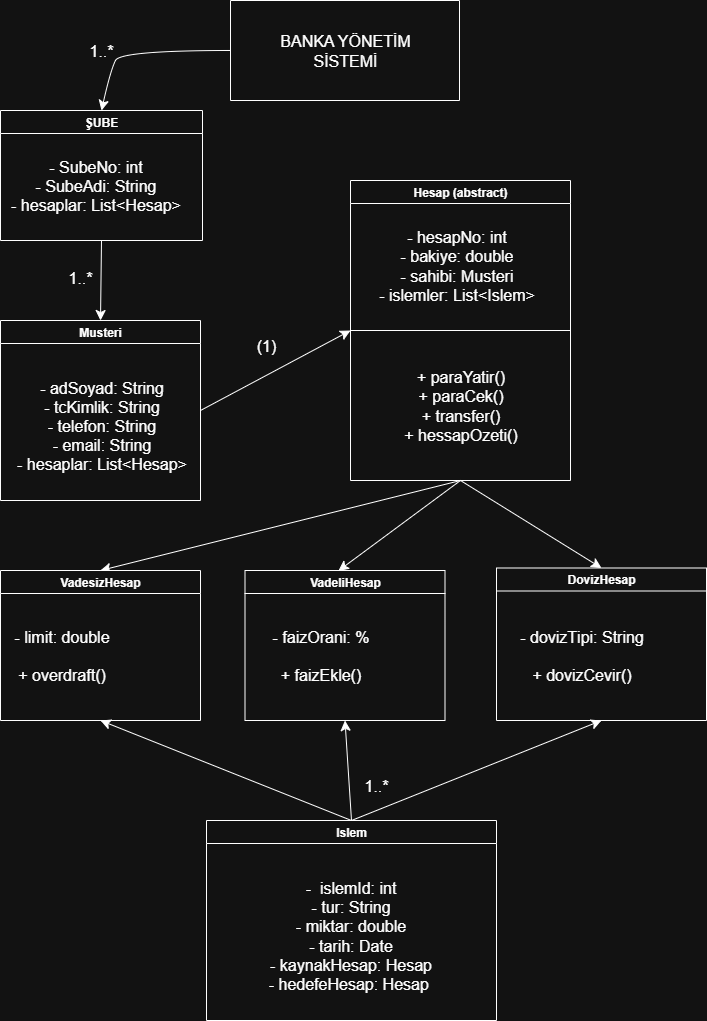 BANKA YÖNETİM
SİSTEMİ
1..*
ŞUBE
- SubeNo: int
- SubeAdi: String
- hesaplar: List<Hesap>
1..*
Musteri
- adSoyad: String
- tcKimlik: String
- telefon: String
- email: String
- hesaplar: List<Hesap>
(1)
Hesap (abstract)
- hesapNo: int
- bakiye: double
- sahibi: Musteri
- islemler: List<Islem>
+ paraYatir()
+ paraCek()
+ transfer()
+ hessapOzeti()
VadesizHesap
- limit: double
+ overdraft()
VadeliHesap
- faizOrani: %
+ faizEkle()
DovizHesap
- dovizTipi: String
+ dovizCevir()
1..*
Islem
- islemId: int
- tur: String
- miktar: double
- tarih: Date
- kaynakHesap: Hesap
- hedefeHesap: Hesap